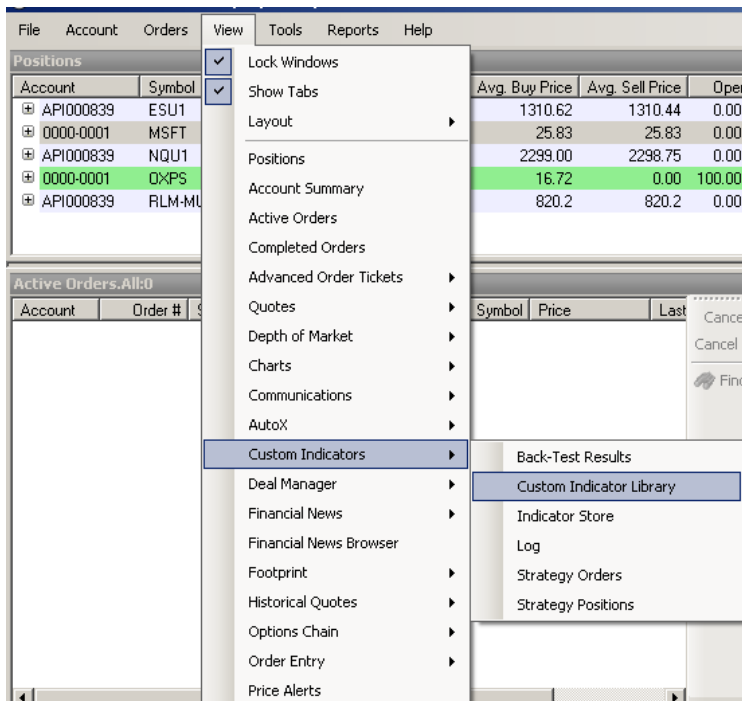 File Account Orders View Tools Reports Help
Positions
Account Symbol Avg. Buy Price Avg. Sell Price
API000839 ESU1 1310.62 1310.44 0.00
0000-0001 MSFT 25.83 25.83 0.00
API000839 NQU1 2299.00 2298.75 0.00
0000-0001 OXPS 16.72 0.00 100.00
API000839 820.2 820.2 0.00
Lock Windows
Show Tabs
Layout
Positions
Account Summary
Active Orders
Completed Orders
Advanced Order Tickets
Quotes
Depth of Market
Charts
Communications
AutoX
Custom Indicators
Deal Manager
Financial News
Financial News Browser
Footprint
Historical Quotes
Options Chain
Order Entry
Price Alerts
Back-Test Results
Custom Indicator Library
Indicator Store
Log
Strategy Orders
Strategy Positions
Active Orders.All:0
Account Order # Symbol Price Last
Cancel